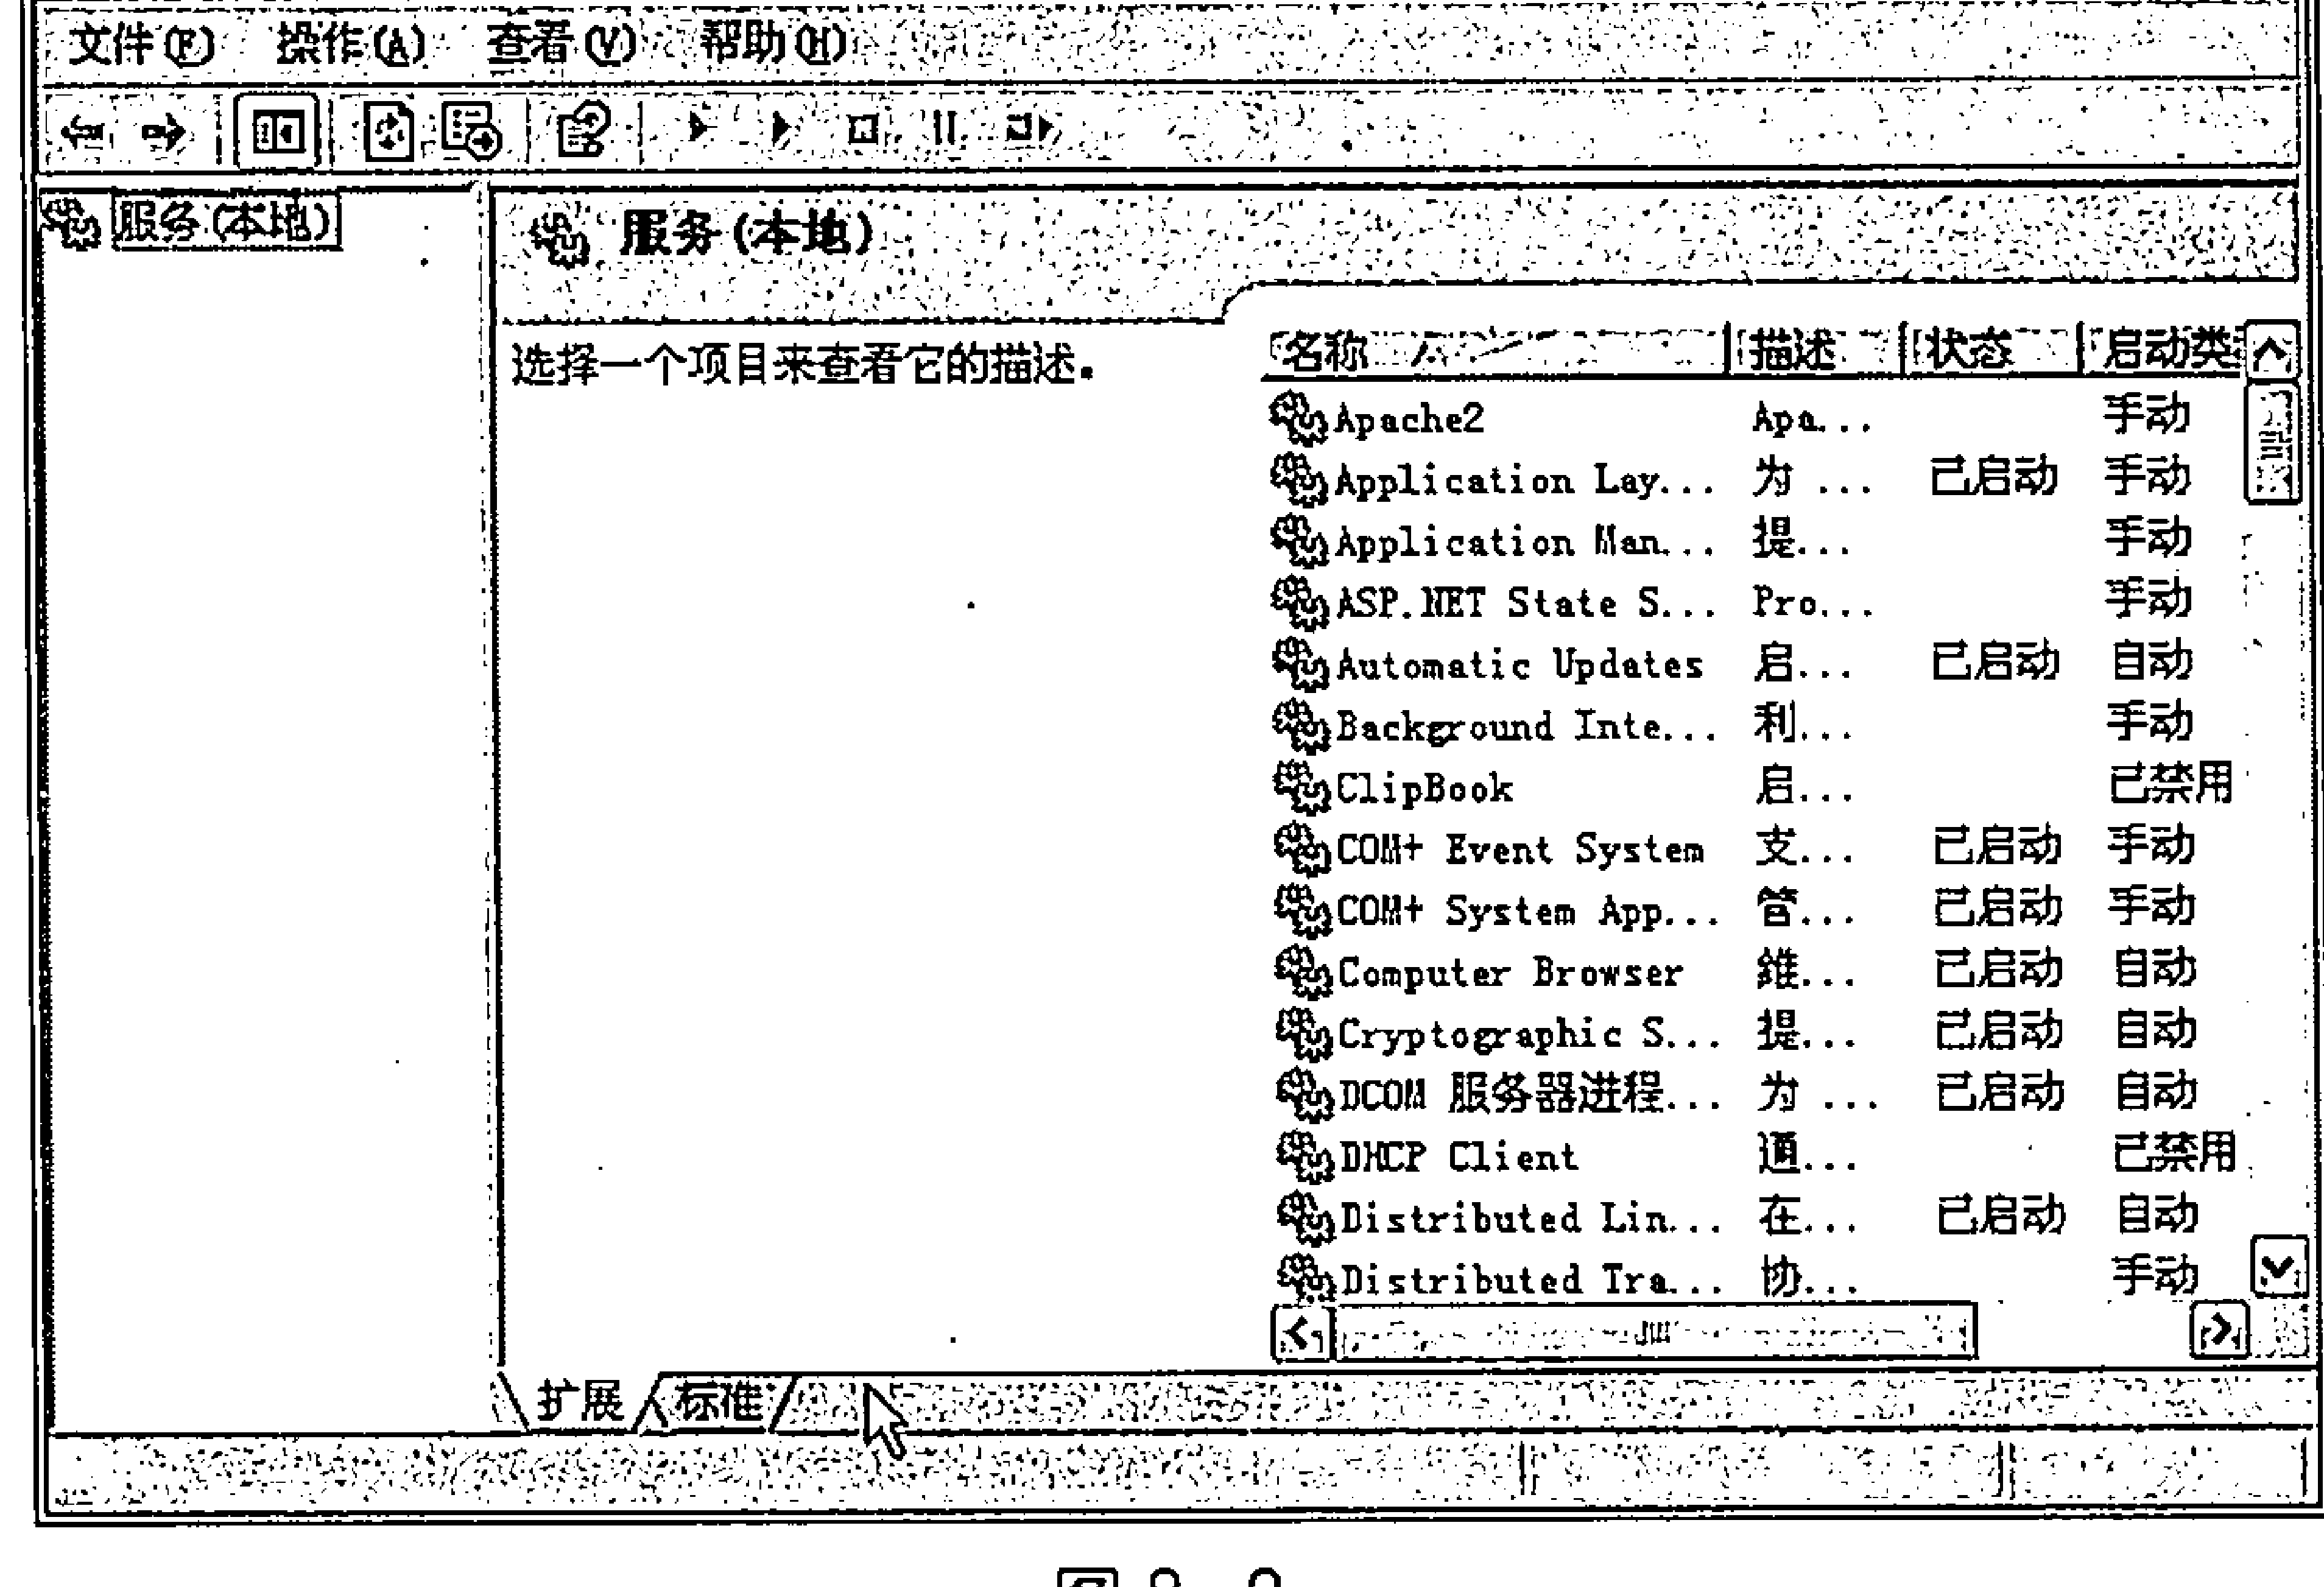 文件(F) 操作(A) 查看(V) 帮助(H)
服务(本地)
服务(本地)
选择一个项目来查看它的描述。
名称 描述 状态 启动类
Apache2 Apa... 手动
Application Lay... 为 ... 已启动 手动
Application Man... 提... 手动
ASP.NET State S... Pro... 手动
Automatic Updates 启... 已启动 自动
Background Inte... 利... 手动
ClipBook 启... 已禁用
COM+ Event System 支... 已启动 手动
COM+ System App... 管... 已启动 手动
Computer Browser 维... 已启动 自动
Cryptographic S... 提... 已启动 自动
DCOM 服务器进程... 为 ... 已启动 自动
DHCP Client 通... 已禁用
Distributed Lin... 在... 已启动 自动
Distributed Tra... 协... 手动
扩展 标准